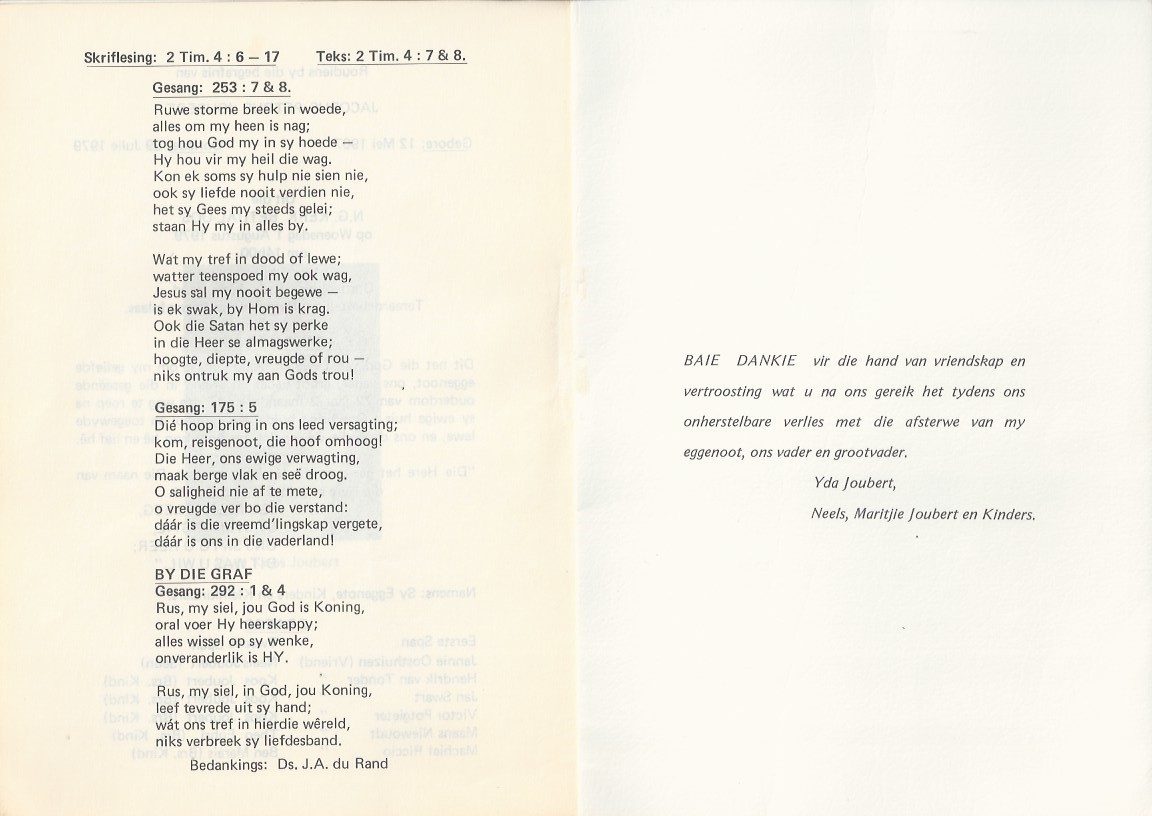 Skriflesing: 2 Tim. 4 : 6 – 17 Teks: 2 Tim. 4 : 7 & 8.
Gesang: 253 : 7 & 8.
Ruwe storme breek in woede,
alles om my heen is nag;
tog hou God my in sy hoede –
Hy hou vir my heil die wag.
Kon ek soms sy hulp nie sien nie,
ook sy liefde nooit verdien nie,
het sy Gees my steeds gelei;
staan Hy my in alles by.
Wat my tref in dood of lewe;
watter teenspoed my ook wag,
Jesus sal my nooit begewe –
is ek swak, by Hom is krag.
Ook die Satan het sy perke
in die Heer se almagswerke;
hoogte, diepte, vreugde of rou –
niks ontruk my aan Gods trou!
Gesang: 175 : 5
Dié hoop bring in ons leed versagting;
kom, reisgenoot, die hoof omhoog!
Die Heer, ons ewige verwagting,
maak berge vlak en seë droog.
O saligheid nie af te mete,
o vreugde ver bo die verstand:
dáár is die vreemd'lingskap vergete,
dáár is ons in die vaderland!
BY DIE GRAF
Gesang: 292 : 1 & 4
Rus, my siel, jou God is Koning,
oral voer Hy heerskappy;
alles wissel op sy wenke,
onveranderlik is HY.
Rus, my siel, in God, jou Koning,
leef tevrede uit sy hand;
wát ons tref in hierdie wêreld,
niks verbreek sy liefdesband.
Bedankings: Ds. J.A. du Rand
BAIE DANKIE vir die hand van vriendskap en
vertroosting wat u na ons gereik het tydens ons
onherstelbare verlies met die afsterwe van my
eggenoot, ons vader en grootvader.
Yda Joubert,
Neels, Maritjie Joubert en Kinders.